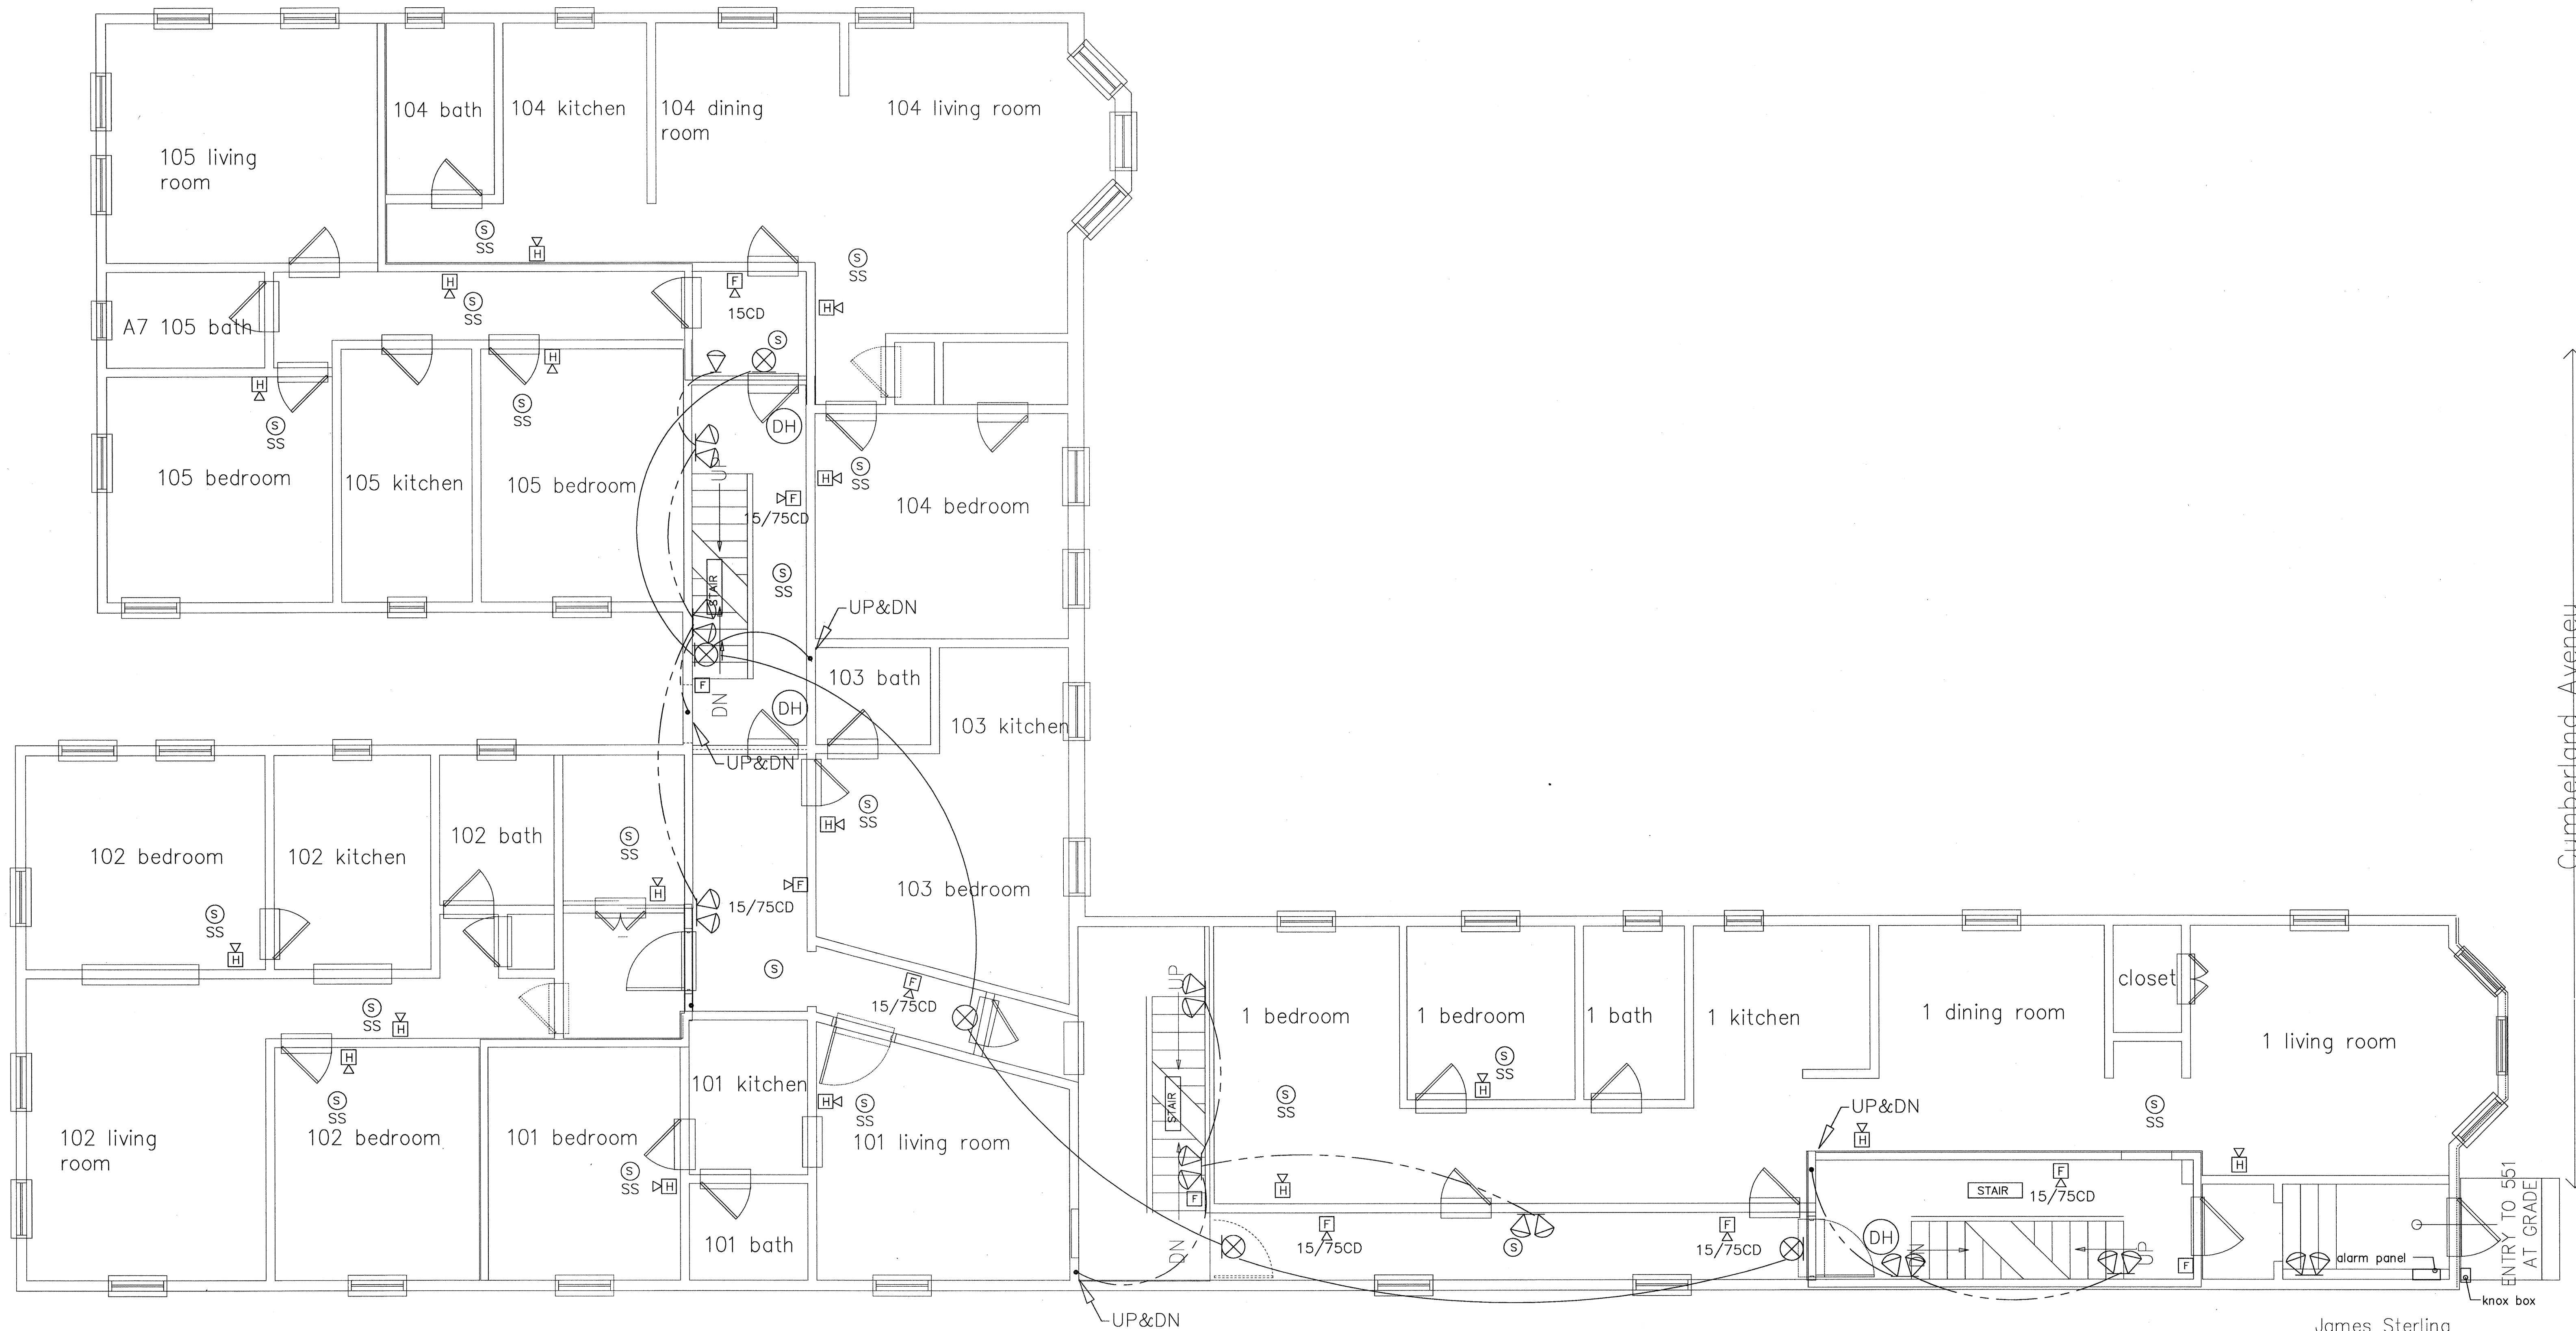 104 bath
104 kitchen
104 dining
room
104 living room
105 living
room
S
SS
H
S
SS
H
S
SS
F
15CD
H
A7 105 bath
S
H
H
S
SS
S
SS
DH
UP
H
S
SS
105 bedroom
105 kitchen
105 bedroom
F
15/75CD
104 bedroom
STAIR
S
SS
UP&DN
F
DN
DH
103 bath
103 kitchen
UP&DN
S
SS
H
102 bedroom
102 kitchen
102 bath
S
SS
H
F
15/75CD
103 bedroom
S
SS
H
S
F
15/75CD
S
SS
H
UP
1 bedroom
1 bedroom
1 bath
1 kitchen
1 dining room
closet
1 living room
H
S
SS
102 bedroom
102 living
room
101 bedroom
S
SS
H
101 kitchen
H
S
SS
101 living room
101 bath
STAIR
F
DN
UP&DN
S
SS
S
SS
H
H
F
15/75CD
S
F
15/75CD
UP&DN
H
S
SS
H
F
15/75CD
STAIR
DH
DN
UP
F
alarm panel
knox box
ENTRY TO 551
AT GRADE
Cumberland Aveneu
James Sterling